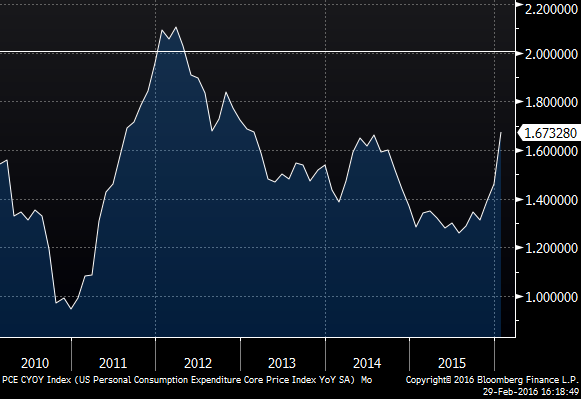 2.200000
2.000000
1.800000
1.673280
1.600000
1.400000
1.200000
1.000000
2010 2011 2012 2013 2014 2015
PCE CYOY Index (US Personal Consumption Expenditure Core Price Index YoY SA) Mo Copyright© 2016 Bloomberg Finance L.P.
29-Feb-2016 16:18:49